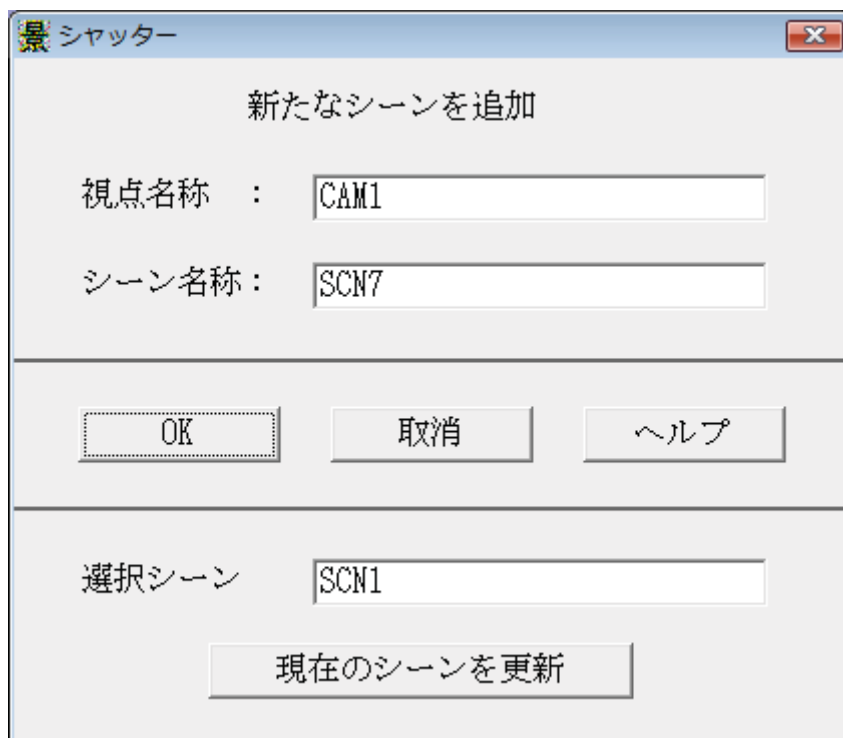 景 シャッター
新たなシーンを追加
視点名称 : CAM1
シーン名称: SCN7
OK 取消 ヘルプ
選択シーン SCN1
現在のシーンを更新